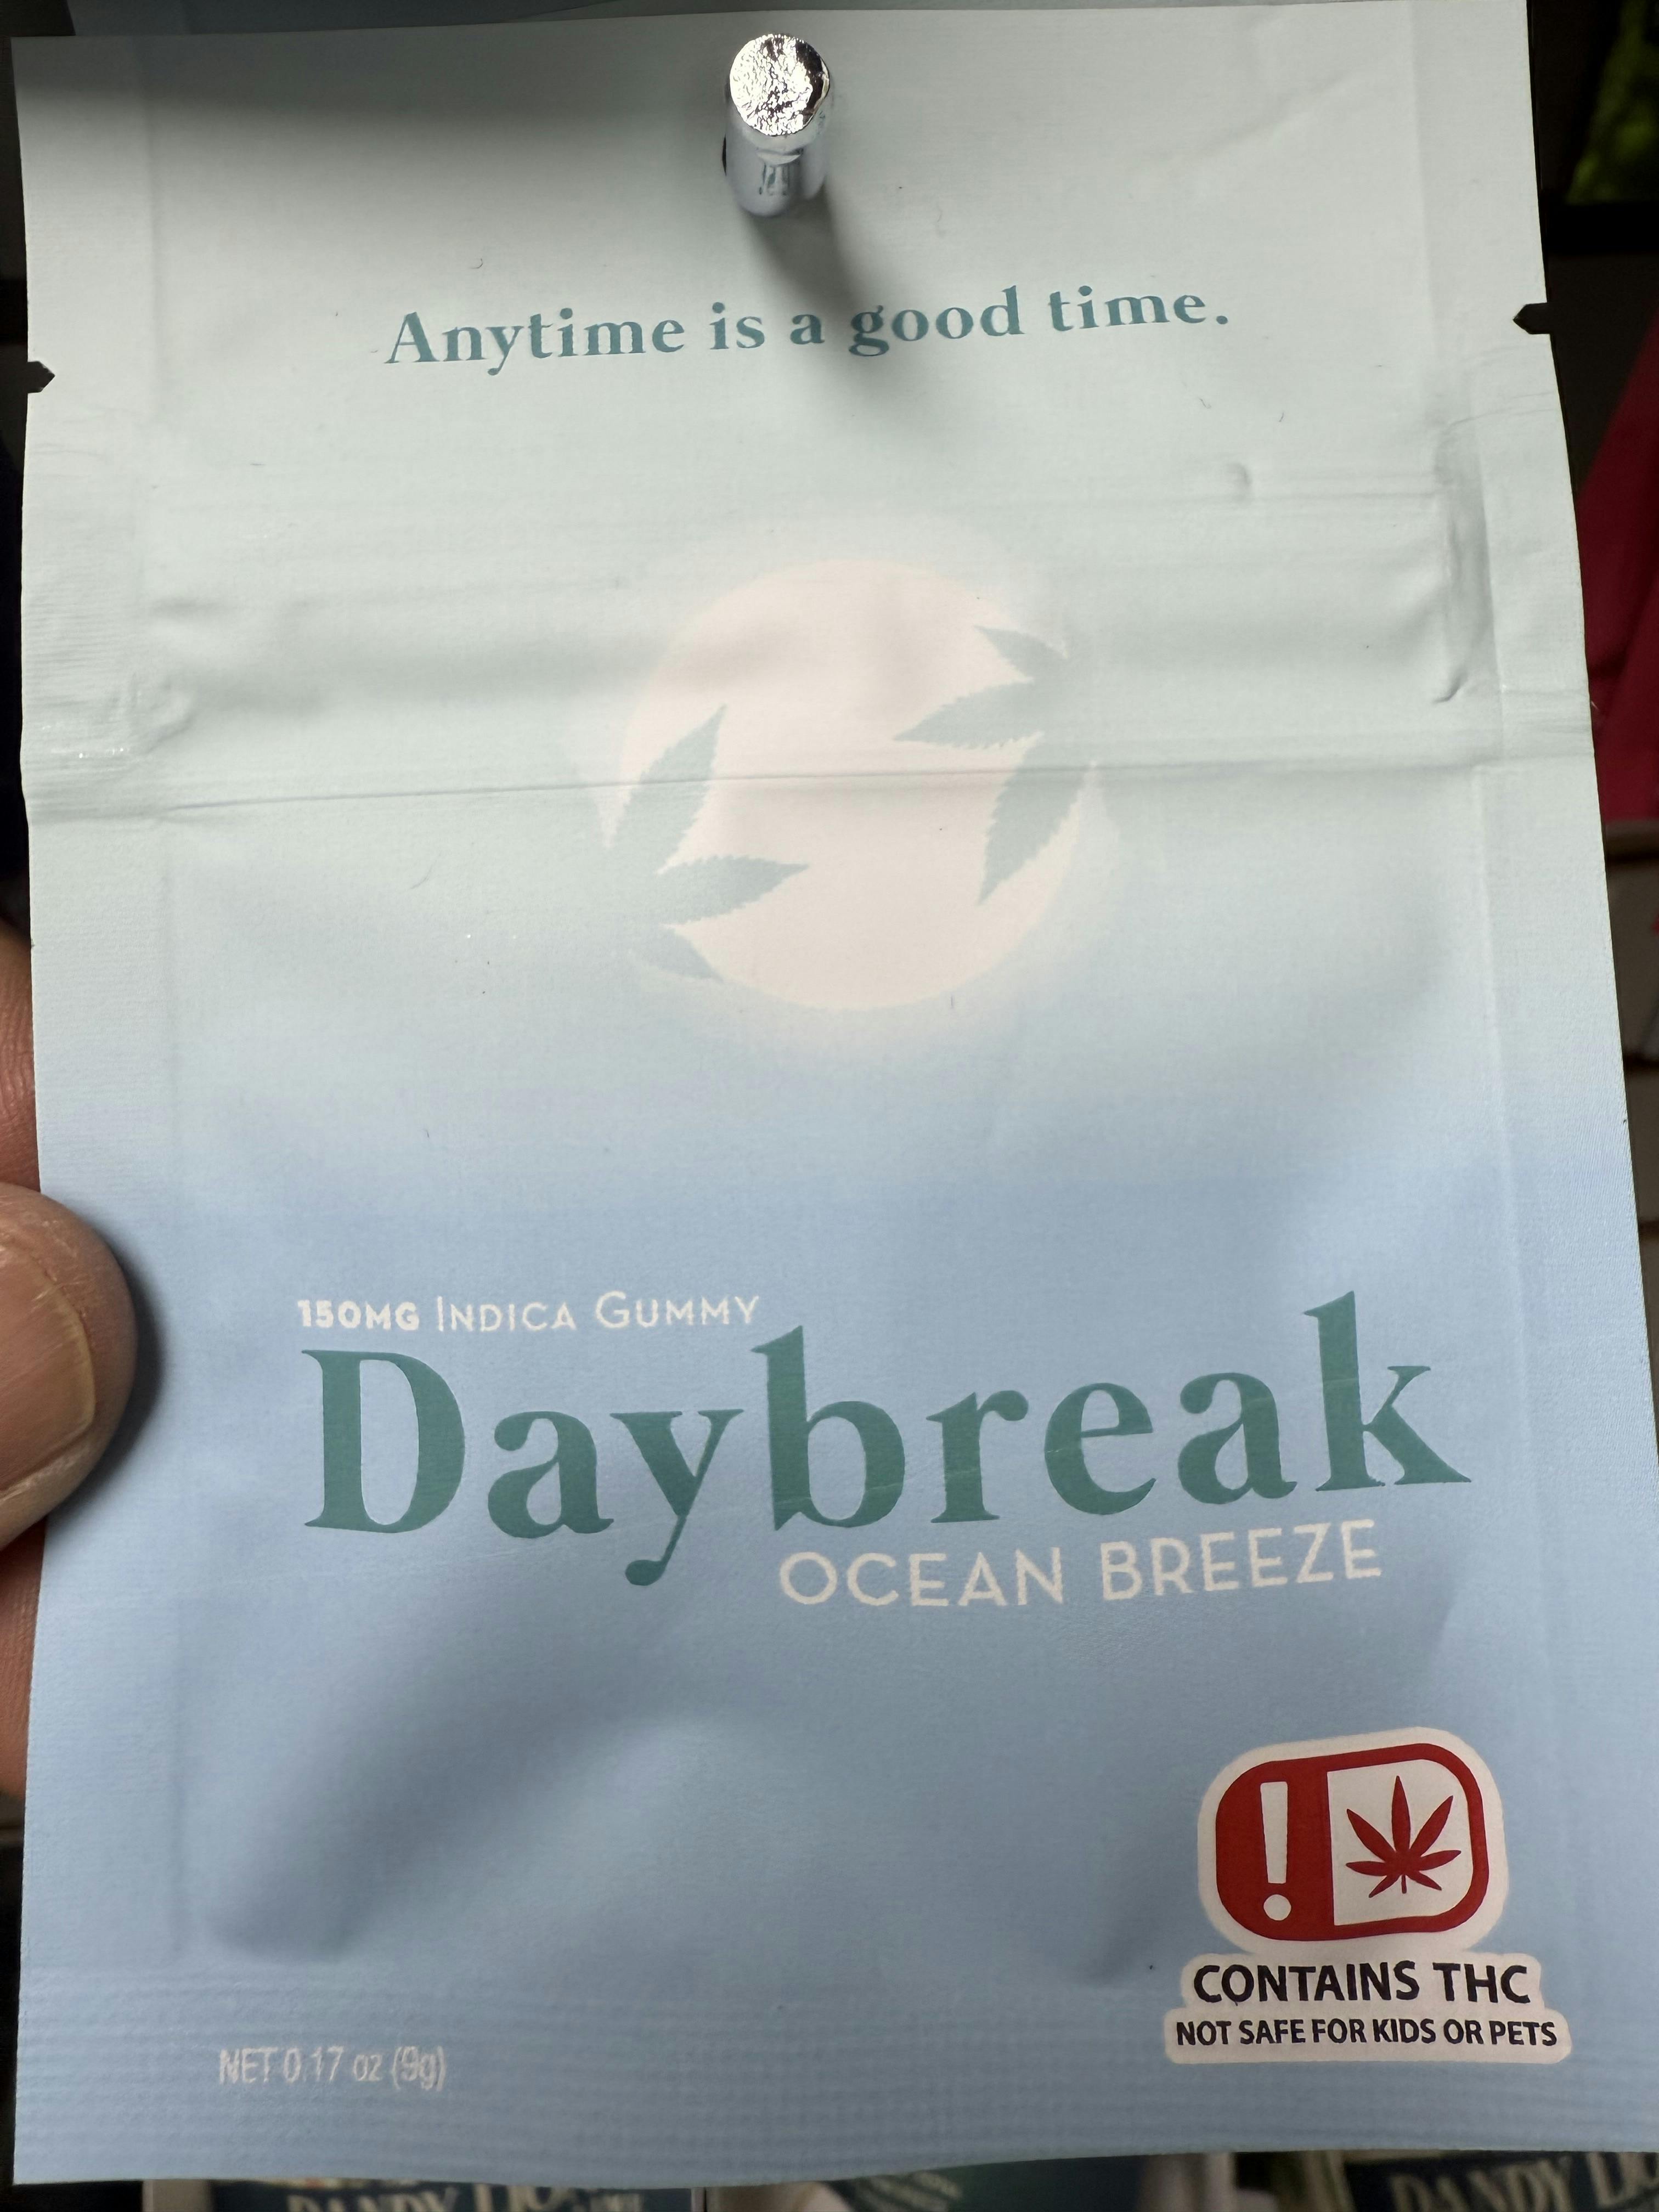 Anytime is a good time.
150MG INDICA GUMMY
Daybreak
OCEAN BREEZE
!
CONTAINS THC
NOT SAFE FOR KIDS OR PETS
NET 0.17 oz (9g)
DANDY